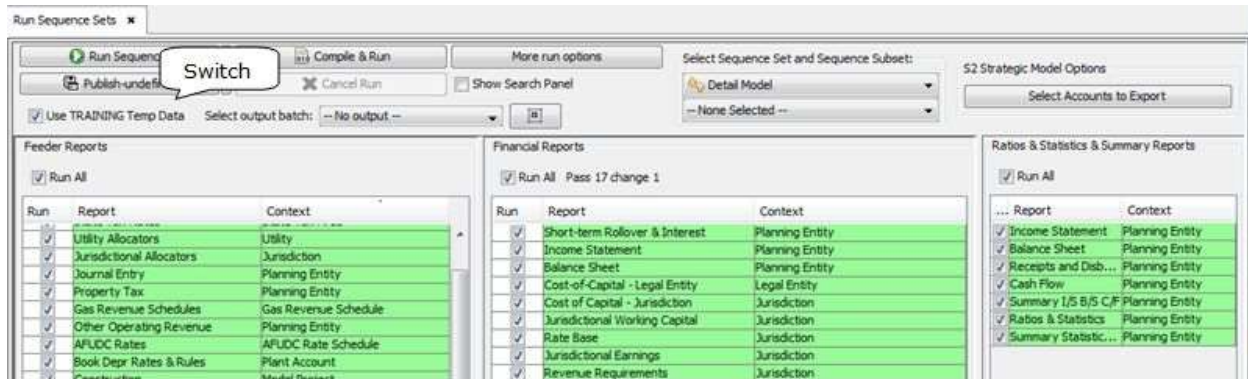 Run Sequence Sets ×
Run Sequenc
Switch
Compile & Run
More run options
Select Sequence Set and Sequence Subset:
S2 Strategic Model Options
Publish-undefi
Cancel Run
Show Search Panel
Detail Model
Select Accounts to Export
Use TRAINING Temp Data
Select output batch:
-- No output --
-- None Selected --
Feeder Reports
Financial Reports
Ratios & Statistics & Summary Reports
Run All
Run All Pass 17 change 1
Run All
Run Report Context
Utility Allocators Utility
Jurisdictional Allocators Jurisdiction
Journal Entry Planning Entity
Property Tax Planning Entity
Gas Revenue Schedules Gas Revenue Schedule
Other Operating Revenue Planning Entity
AFUDC Rates AFUDC Rate Schedule
Book Depr Rates & Rules Plant Account
Construction Model Project
Run Report Context
Short-term Rollover & Interest Planning Entity
Income Statement Planning Entity
Balance Sheet Planning Entity
Cost-of-Capital - Legal Entity Legal Entity
Cost of Capital - Jurisdiction Jurisdiction
Jurisdictional Working Capital Jurisdiction
Rate Base Jurisdiction
Jurisdictional Earnings Jurisdiction
Revenue Requirements Jurisdiction
... Report Context
Income Statement Planning Entity
Balance Sheet Planning Entity
Receipts and Disb... Planning Entity
Cash Flow Planning Entity
Summary I/S B/S C/F Planning Entity
Ratios & Statistics Planning Entity
Summary Statistic... Planning Entity